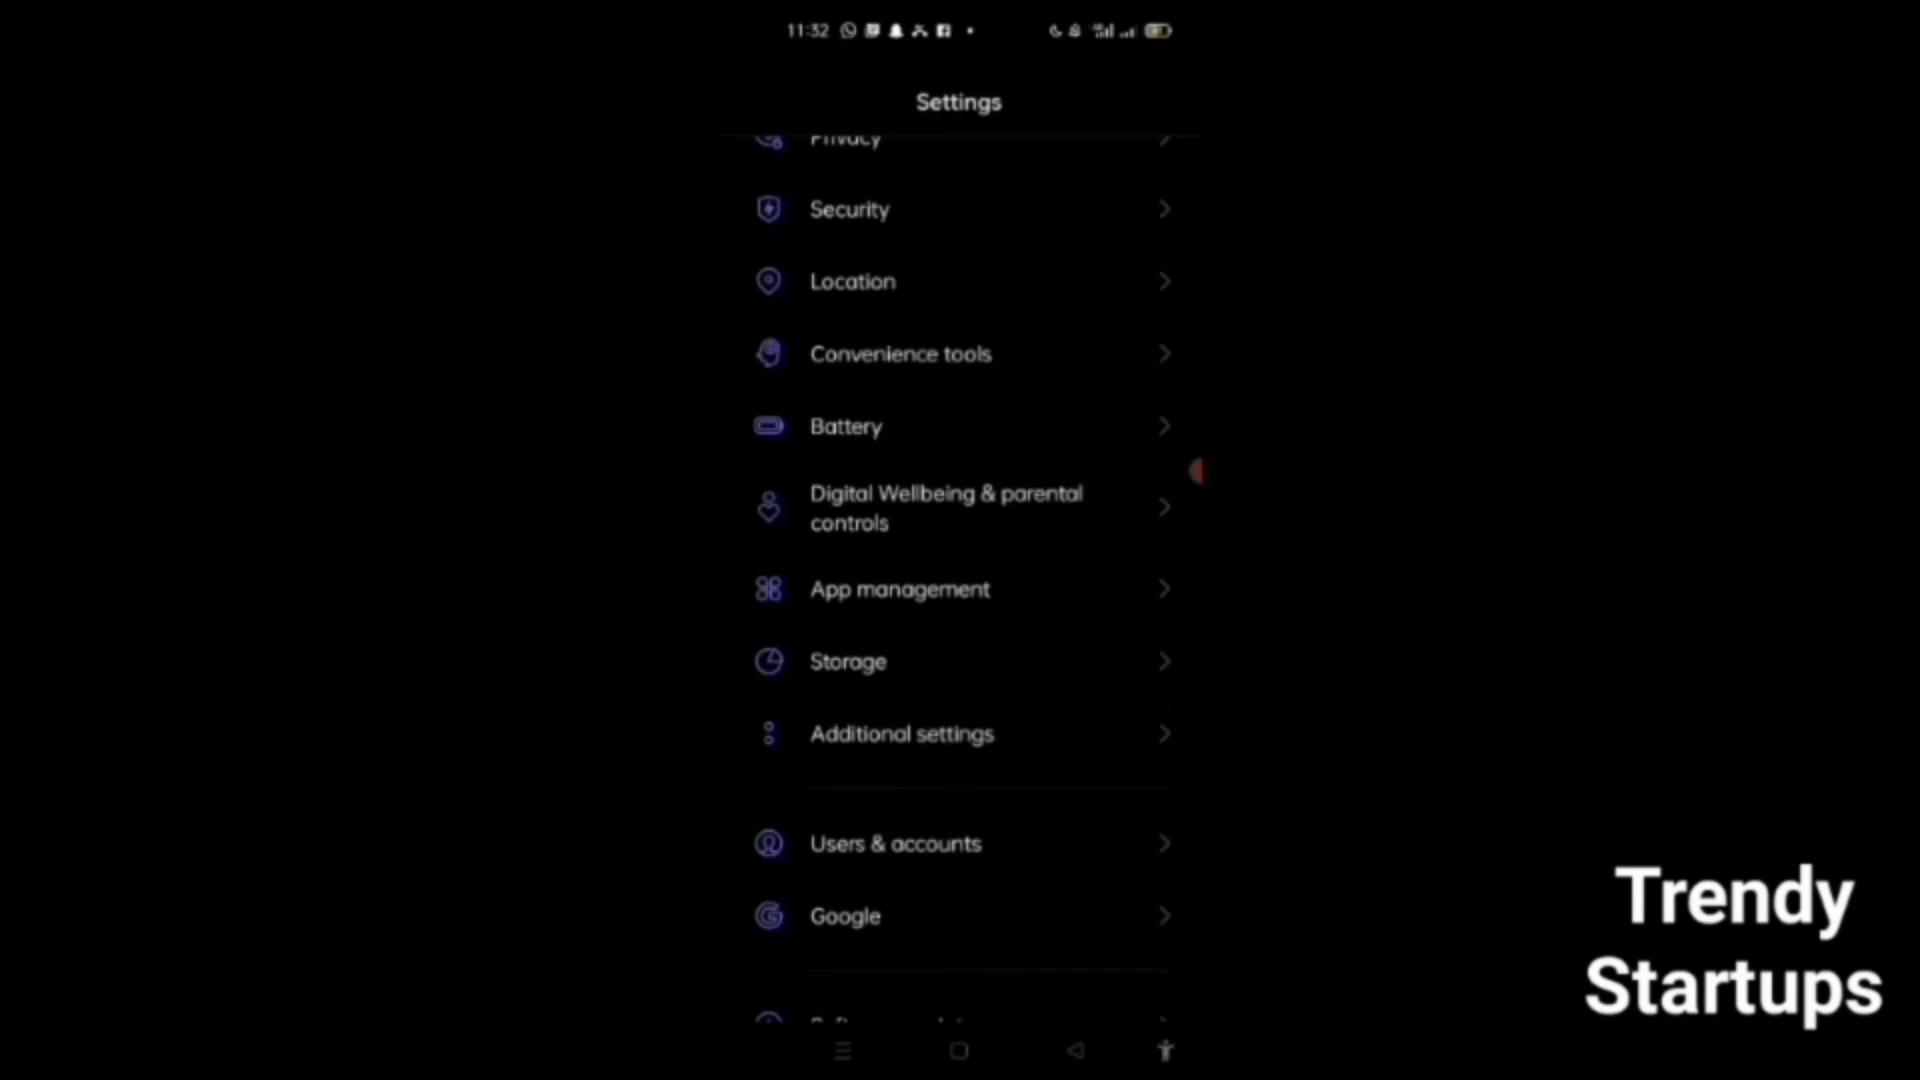 11:32
Settings
Privacy
Security
Location
Convenience tools
Battery
Digital Wellbeing & parental
controls
App management
Storage
Additional settings
Users & accounts
Google
Trendy
Startups